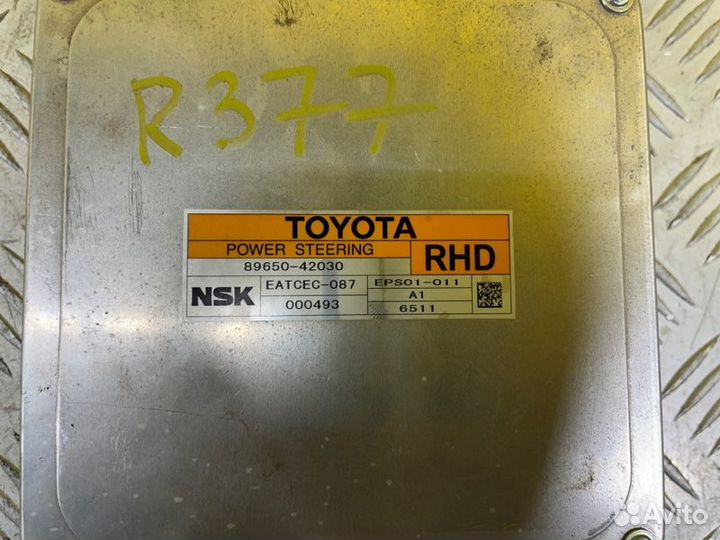 R377
TOYOTA
POWER STEERING
RHD
89650-42030
NSK
EATCEC-087
EPS01-011
000493
A1
6511
Avito